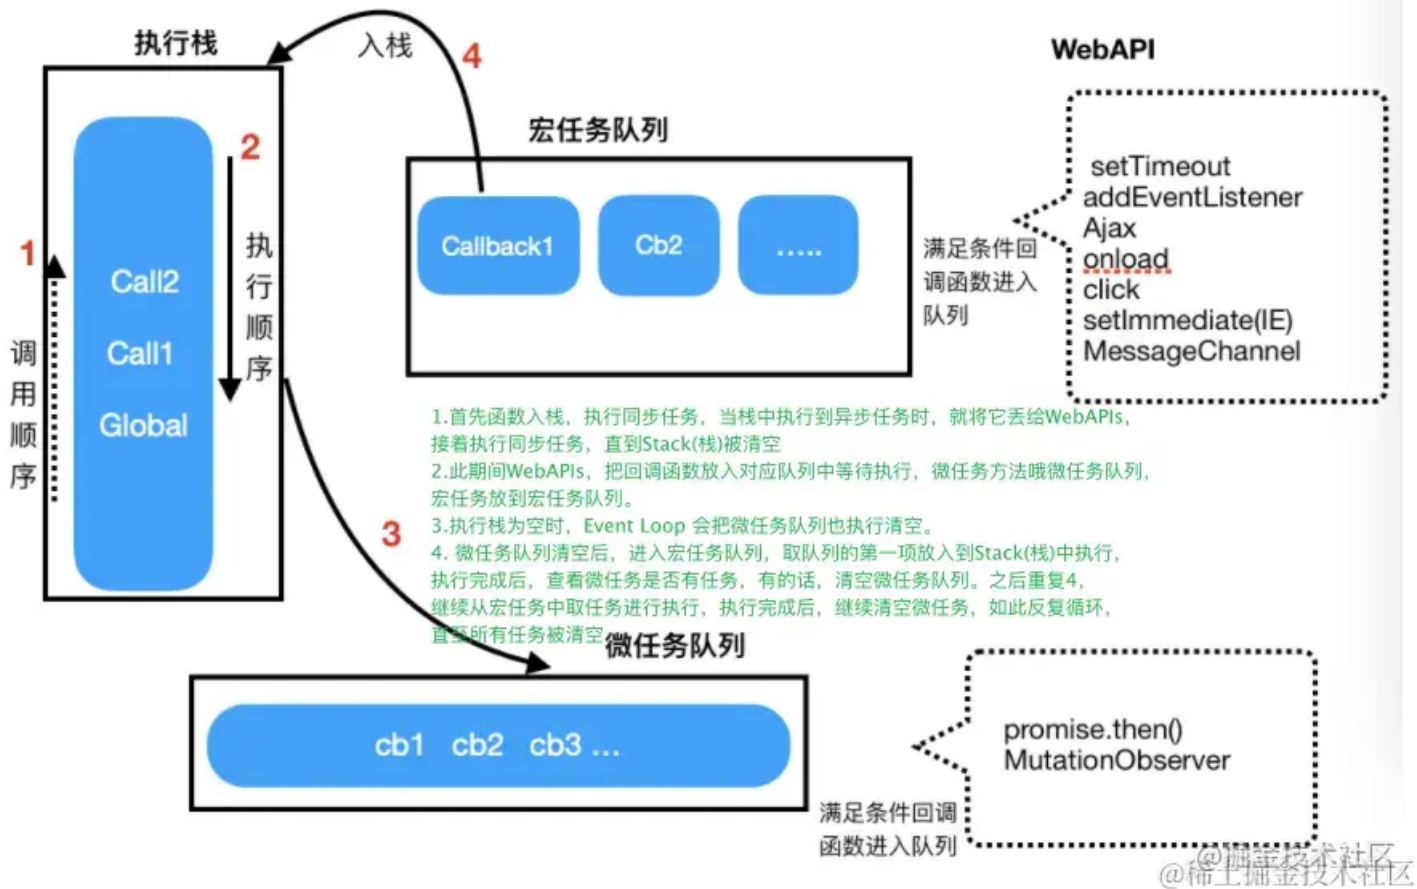 执行栈
入栈
4
WebAPI
宏任务队列
2
1
执行顺序
调用顺序
Call2
Call1
Global
Callback1
Cb2
.....
满足条件回
调函数进入
队列
setTimeout
addEventListener
Ajax
onload
click
setImmediate(IE)
MessageChannel
1.首先函数入栈，执行同步任务，当栈中执行到异步任务时，就将它丢给WebAPIs，
接着执行同步任务，直到Stack(栈)被清空
2.此期间WebAPIs，把回调函数放入对应队列中等待执行，微任务方法哦微任务队列，
宏任务放到宏任务队列。
3.执行栈为空时，Event Loop 会把微任务队列也执行清空。
4. 微任务队列清空后，进入宏任务队列，取队列的第一项放入到Stack(栈)中执行，
执行完成后，查看微任务是否有任务，有的话，清空微任务队列。之后重复4，
继续从宏任务中取任务进行执行，执行完成后，继续清空微任务，如此反复循环，
直至所有任务被清空
3
微任务队列
cb1 cb2 cb3 ...
满足条件回调
函数进入队列
promise.then()
MutationObserver
@掘金技术社区
@稀土掘金技术社区